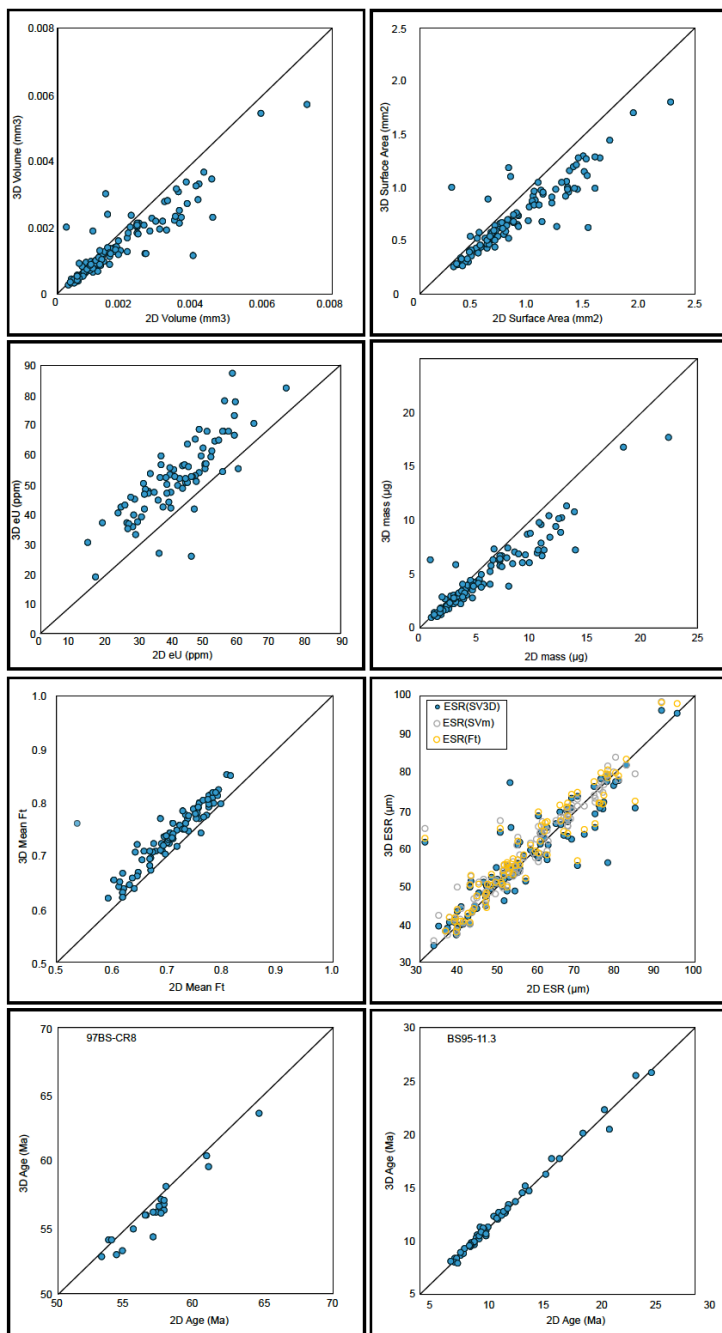 0.008
0.006
0.004
0.002
0
3D Volume (mm3)
0.002 0.004 0.006 0.008
2D Volume (mm3)
2.5
2.0
1.5
1.0
0.5
0
3D Surface Area (mm2)
0.5 1.0 1.5 2.0 2.5
2D Surface Area (mm2)
90
80
70
60
50
40
30
20
10
0
3D eU (ppm)
0 10 20 30 40 50 60 70 80 90
2D eU (ppm)
20
15
10
5
0
3D mass (µg)
0 5 10 15 20 25
2D mass (µg)
1.0
0.9
0.8
0.7
0.6
0.5
3D Mean Ft
0.5 0.6 0.7 0.8 0.9 1.0
2D Mean Ft
100
90
80
70
60
50
40
30
3D ESR (µm)
ESR(SV3D)
ESR(SVm)
ESR(Ft)
30 40 50 60 70 80 90 100
2D ESR (µm)
97BS-CR8
70
65
60
55
50
3D Age (Ma)
50 55 60 65 70
2D Age (Ma)
BS95-11.3
30
25
20
15
10
5
3D Age (Ma)
5 10 15 20 25 30
2D Age (Ma)